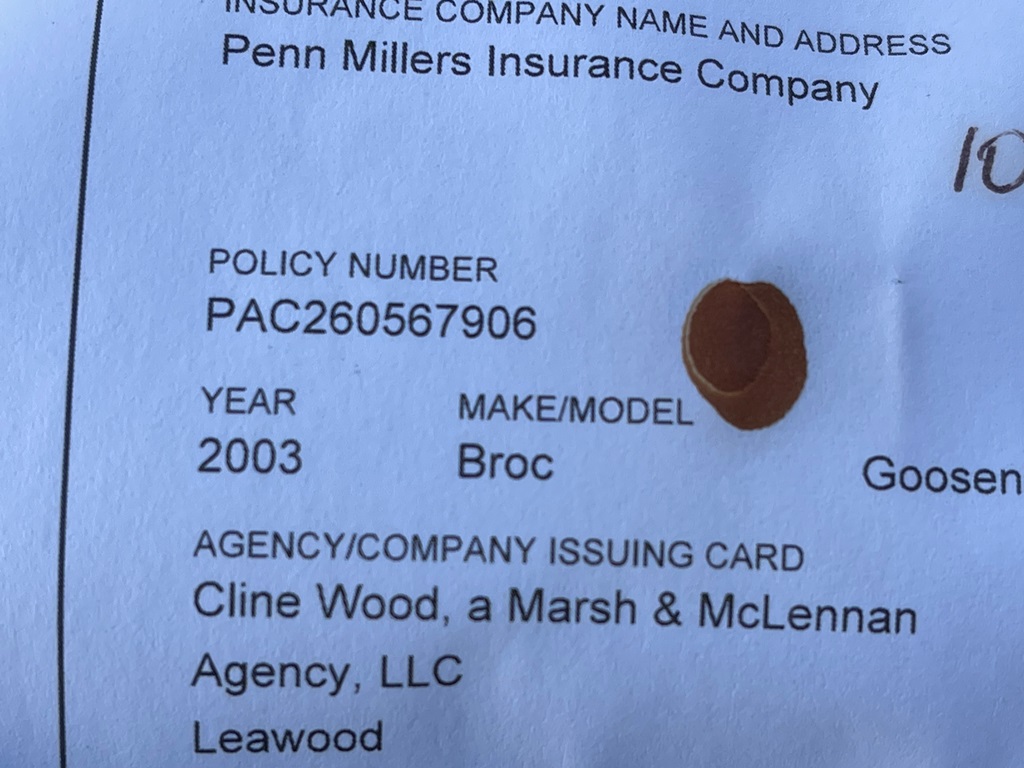 INSURANCE COMPANY NAME AND ADDRESS
Penn Millers Insurance Company
10
POLICY NUMBER
PAC260567906
YEAR MAKE/MODEL
2003 Broc Goosen
AGENCY/COMPANY ISSUING CARD
Cline Wood, a Marsh & McLennan
Agency, LLC
Leawood